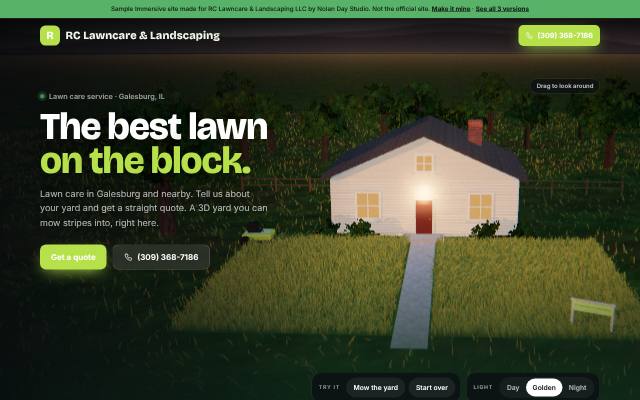 Sample Immersive site made for RC Lawncare & Landscaping LLC by Nolan Day Studio. Not the official site. Make it mine · See all 3 versions
R RC Lawncare & Landscaping
(309) 368-7186
Drag to look around
Lawn care service · Galesburg, IL
The best lawn
on the block.
Lawn care in Galesburg and nearby. Tell us about
your yard and get a straight quote. A 3D yard you can
mow stripes into, right here.
Get a quote
(309) 368-7186
TRY IT Mow the yard Start over
LIGHT Day Golden Night